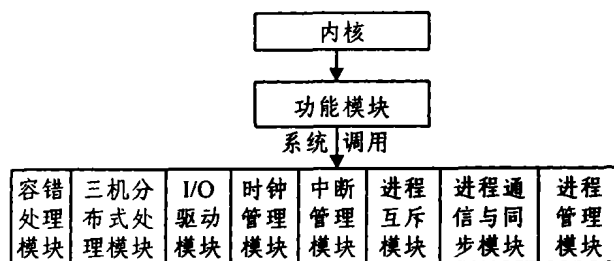 内核
功能模块
系统 调用
容错 三机分 I/O 时钟 中断 进程 进程通 进程
处理 布式处 驱动 管理 管理 互斥 信与同 管理
模块 理模块 模块 模块 模块 模块 步模块 模块